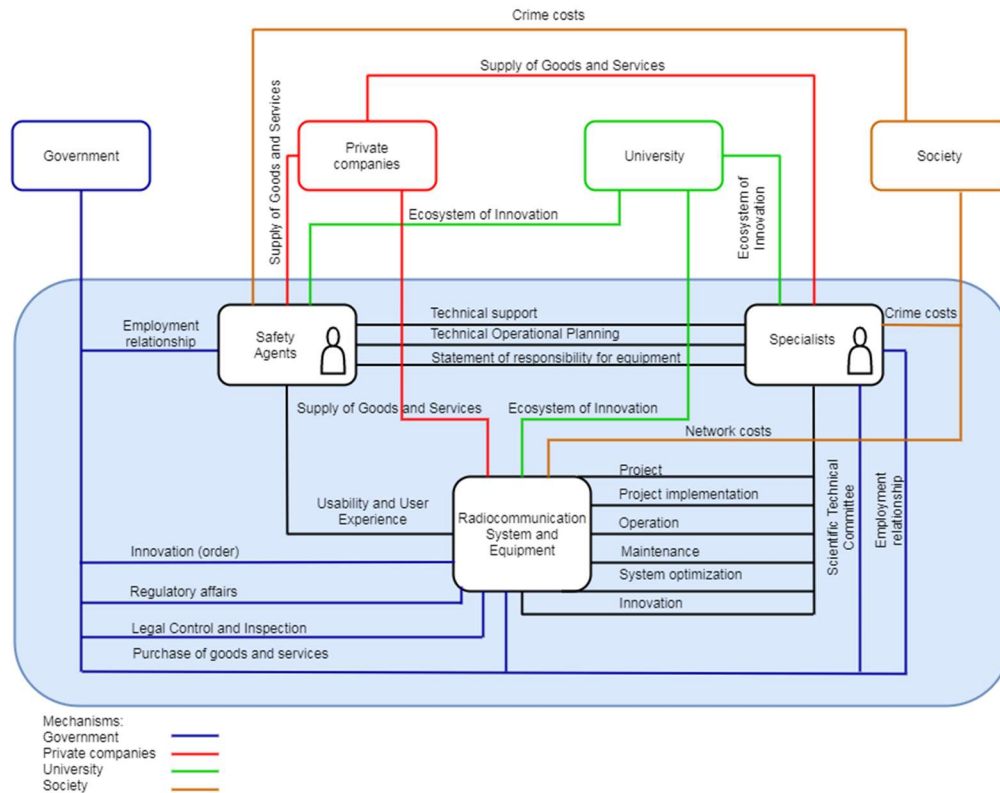 Crime costs
Supply of Goods and Services
Supply of Goods and Services
Government
Private
companies
University
Society
Ecosystem of Innovation
Ecosystem of
Innovation
Employment
relationship
Safety
Agents
Technical support
Technical Operational Planning
Statement of responsibility for equipment
Specialists
Crime costs
Supply of Goods and Services
Ecosystem of Innovation
Network costs
Usability and User
Experience
Radiocommunication
System and
Equipment
Project
Project implementation
Operation
Maintenance
System optimization
Innovation
Scientific Technical
Committee
Employment
relationship
Innovation (order)
Regulatory affairs
Legal Control and Inspection
Purchase of goods and services
Mechanisms:
Government
Private companies
University
Society